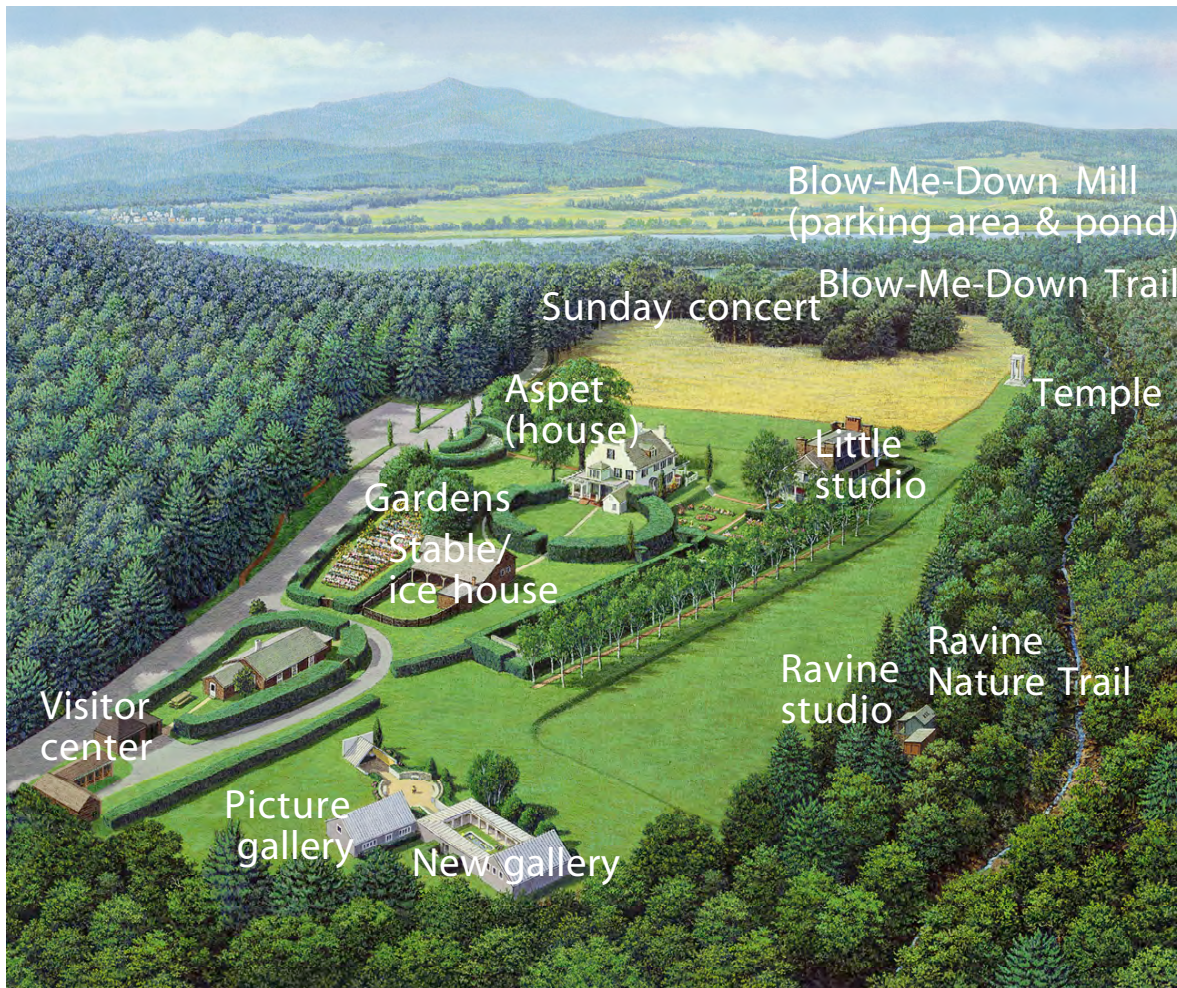 Blow-Me-Down Mill
(parking area & pond)
Blow-Me-Down Trail
Sunday concert
Aspet
(house)
Temple
Little
studio
Gardens
Stable/
ice house
Ravine
Nature Trail
Ravine
studio
Visitor
center
Picture
gallery
New gallery